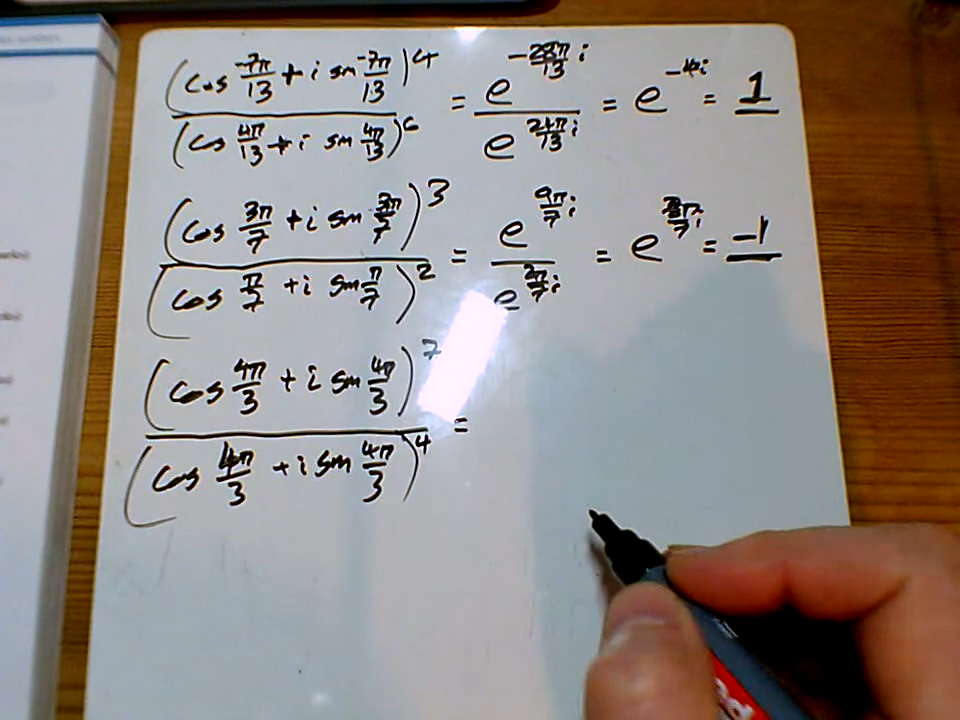 (cos -7π/13 + i sin -7π/13)^4 / (cos 4π/13 + i sin 4π/13)^6 = e^(-28π/13 i) / e^(24π/13 i) = e^(-4πi) = 1
(cos 3π/7 + i sin 3π/7)^3 / (cos π/7 + i sin π/7)^2 = e^(9π/7 i) / e^(2π/7 i) = e^(7π/7 i) = -1
(cos 4π/3 + i sin 4π/3)^7 / (cos 4π/3 + i sin 4π/3)^4 =